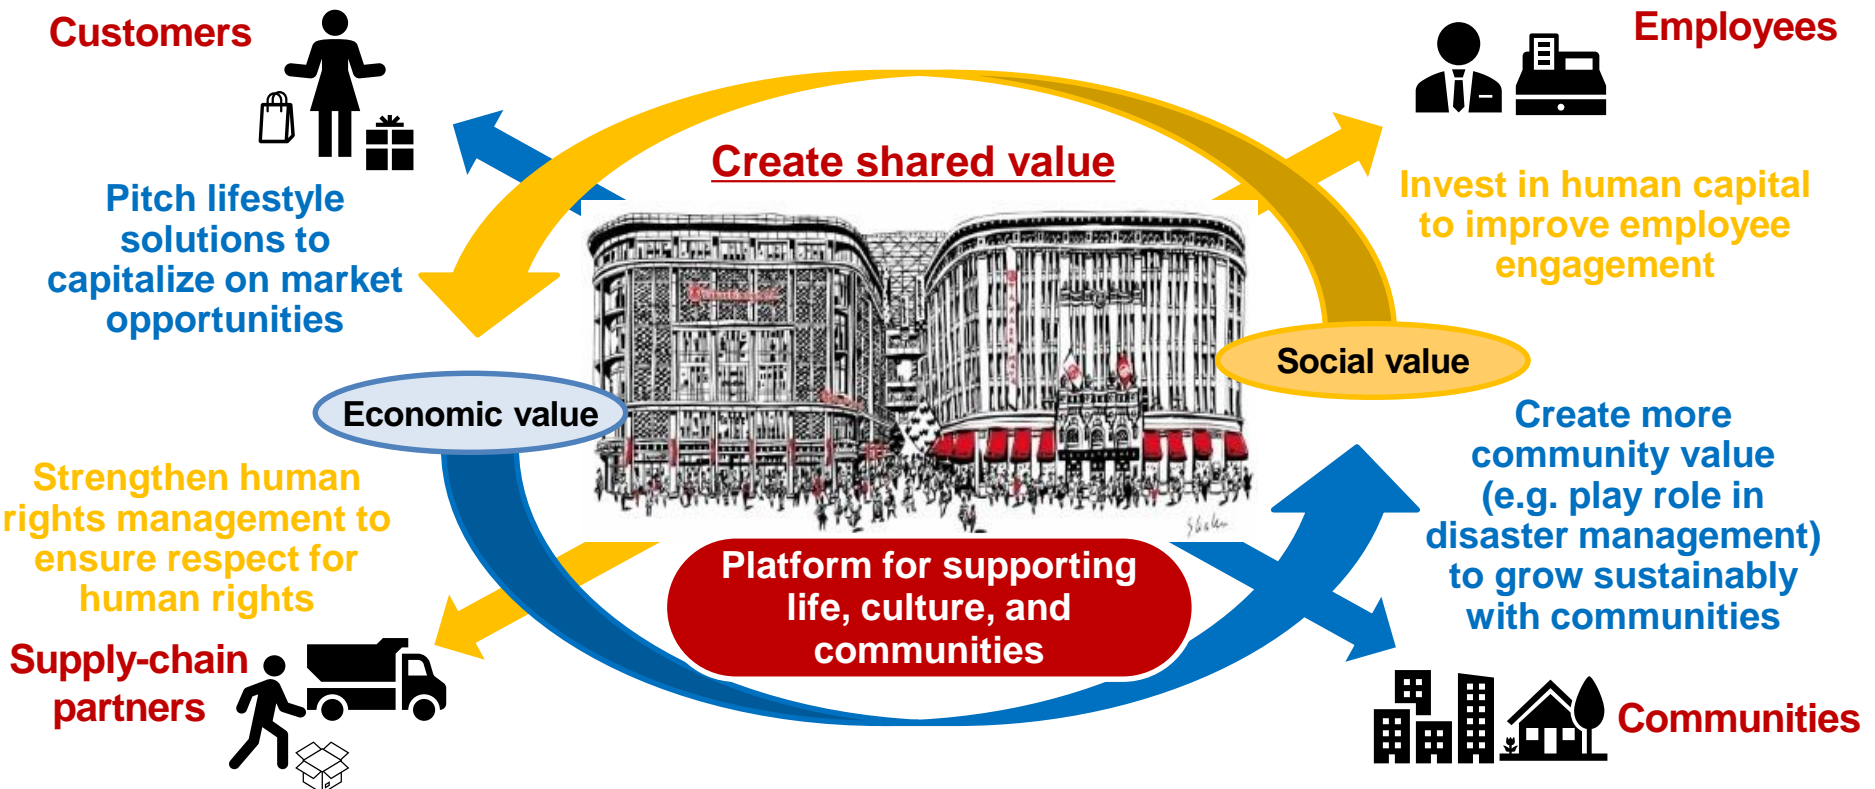 Customers
Pitch lifestyle
solutions to
capitalize on market
opportunities
Employees
Invest in human capital
to improve employee
engagement
Create shared value
Economic value
Social value
Strengthen human
rights management to
ensure respect for
human rights
Supply-chain
partners
Platform for supporting
life, culture, and
communities
Create more
community value
(e.g. play role in
disaster management)
to grow sustainably
with communities
Communities